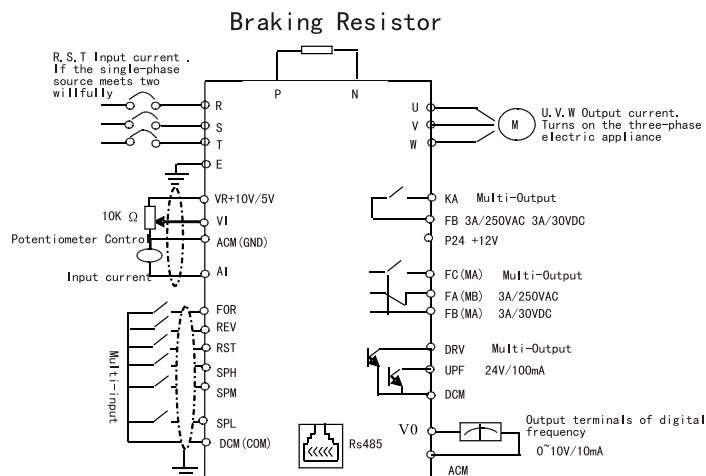 Braking Resistor
R.S.T Input current.
If the single-phase
source meets two
willfully
P
N
R
S
T
E
U
V
W
M
U.V.W Output current.
Turns on the three-phase
electric appliance
VR+10V/5V
10K Ω
VI
Potentiometer Control
ACM(GND)
Input current
AI
KA Multi-Output
FB 3A/250VAC 3A/30VDC
P24 +12V
FC(MA) Multi-Output
FA(MB) 3A/250VAC
FB(MA) 3A/30VDC
FOR
REV
RST
SPH
SPM
SPL
DCM(COM)
Multi-input
DRV Multi-Output
UPF 24V/100mA
DCM
Rs485
V0
Output terminals of digital
frequency
0~10V/10mA
ACM